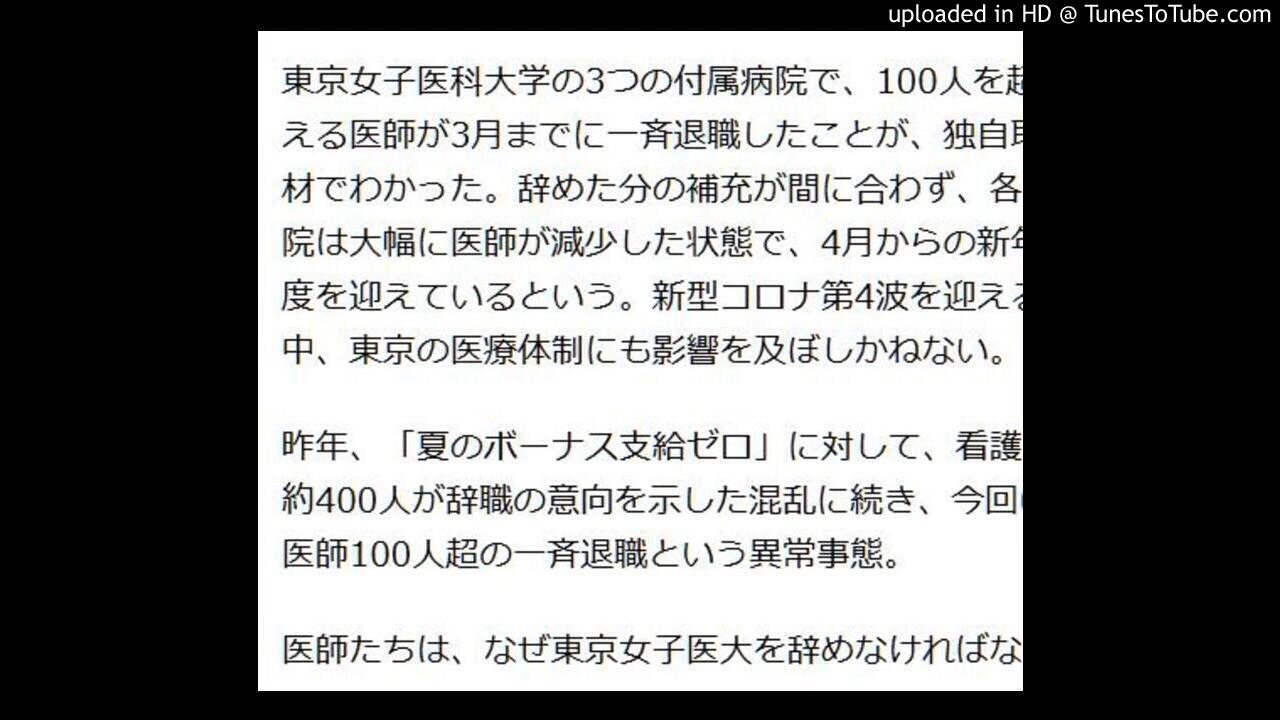 uploaded in HD @ TunesToTube.com
東京女子医科大学の3つの付属病院で、100人を超
える医師が3月までに一斉退職したことが、独自取
材でわかった。辞めた分の補充が間に合わず、各
院は大幅に医師が減少した状態で、4月からの新年
度を迎えているという。新型コロナ第4波を迎える
中、東京の医療体制にも影響を及ぼしかねない。
昨年、「夏のボーナス支給ゼロ」に対して、看護
約400人が辞職の意向を示した混乱に続き、今回
医師100人超の一斉退職という異常事態。
医師たちは、なぜ東京女子医大を辞めなければな